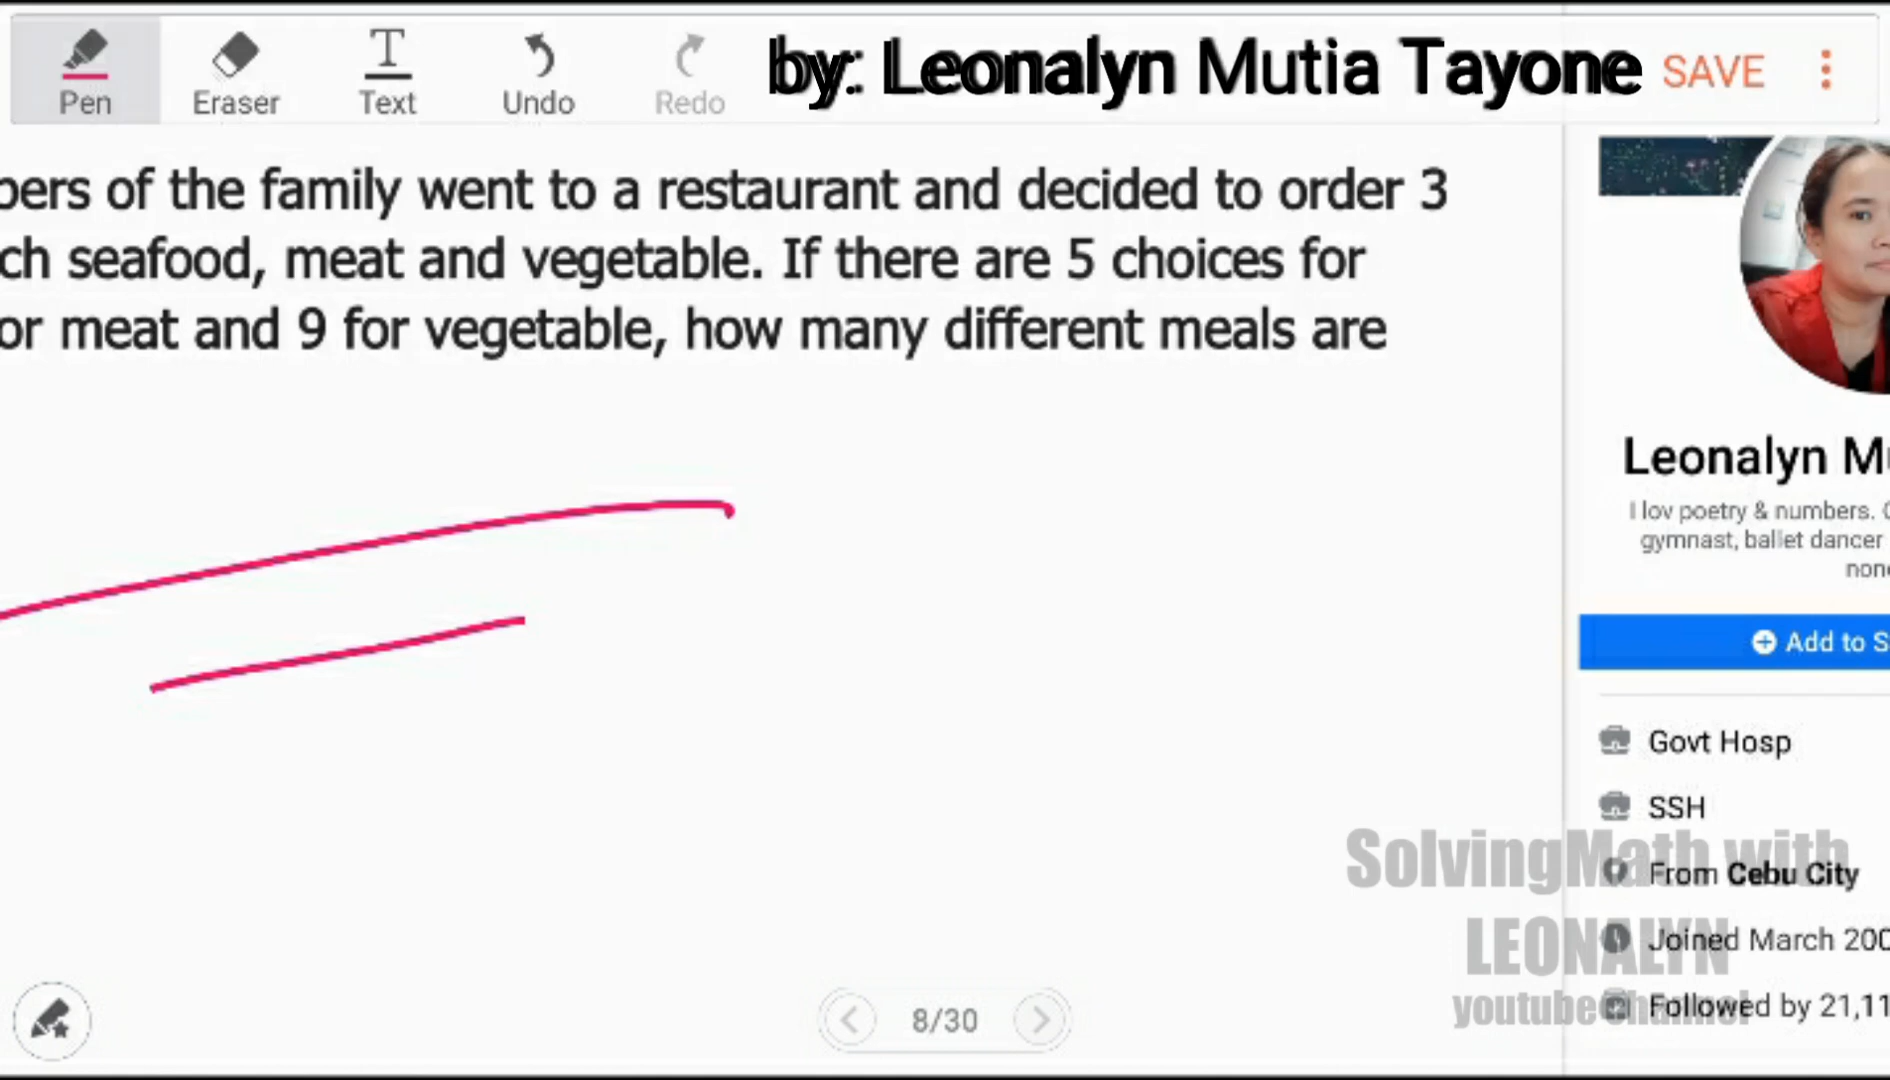 by: Leonalyn Mutia Tayone
SAVE
Pen
Eraser
Text
Undo
Redo
of the family went to a restaurant and decided to order 3
seafood, meat and vegetable. If there are 5 choices for
meat and 9 for vegetable, how many different meals are
Leonalyn
I lov poetry & numbers.
gymnast, ballet dancer
Add to
Govt Hosp
SSH
From Cebu City
Joined March
Followed by
SolvingMath with
LEONALYN
youtubechannel
8/30